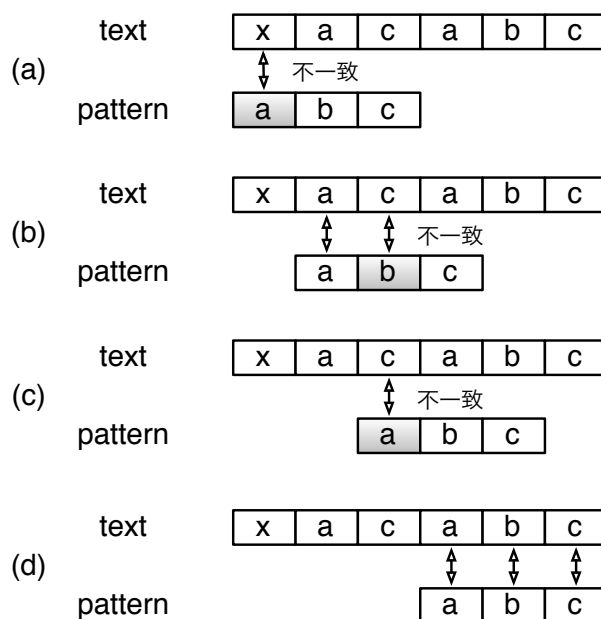 text x a c a b c
(a) 不一致
pattern a b c
text x a c a b c
(b) 不一致
pattern a b c
text x a c a b c
(c) 不一致
pattern a b c
text x a c a b c
(d)
pattern a b c